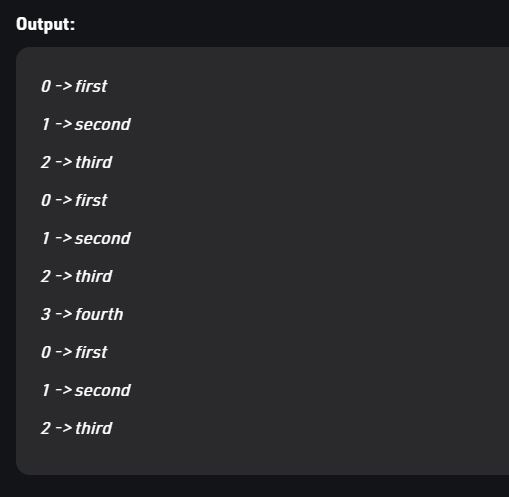 Output:
0 -> first
1 -> second
2 -> third
0 -> first
1 -> second
2 -> third
3 -> fourth
0 -> first
1 -> second
2 -> third